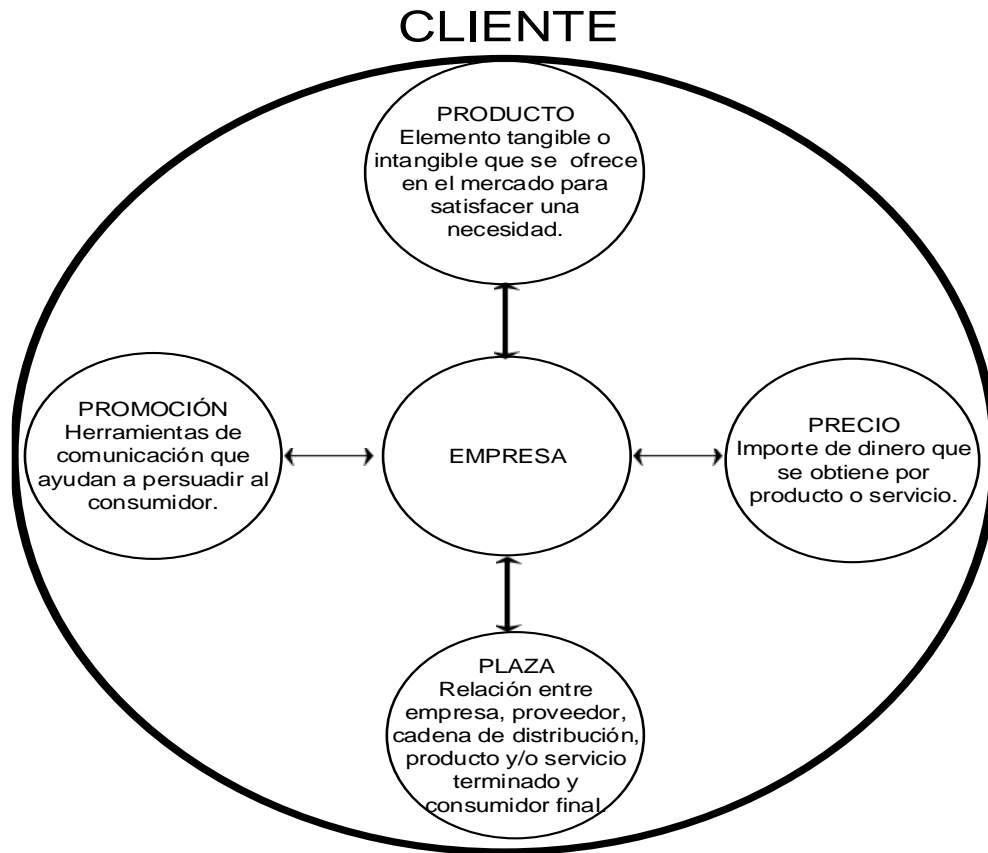 CLIENTE
PRODUCTO
Elemento tangible o
intangible que se ofrece
en el mercado para
satisfacer una
necesidad.
PROMOCIÓN
Herramientas de
comunicación que
ayudan a persuadir al
consumidor.
EMPRESA
PRECIO
Importe de dinero que
se obtiene por
producto o servicio.
PLAZA
Relación entre
empresa, proveedor,
cadena de distribución,
producto y/o servicio
terminado y
consumidor final.